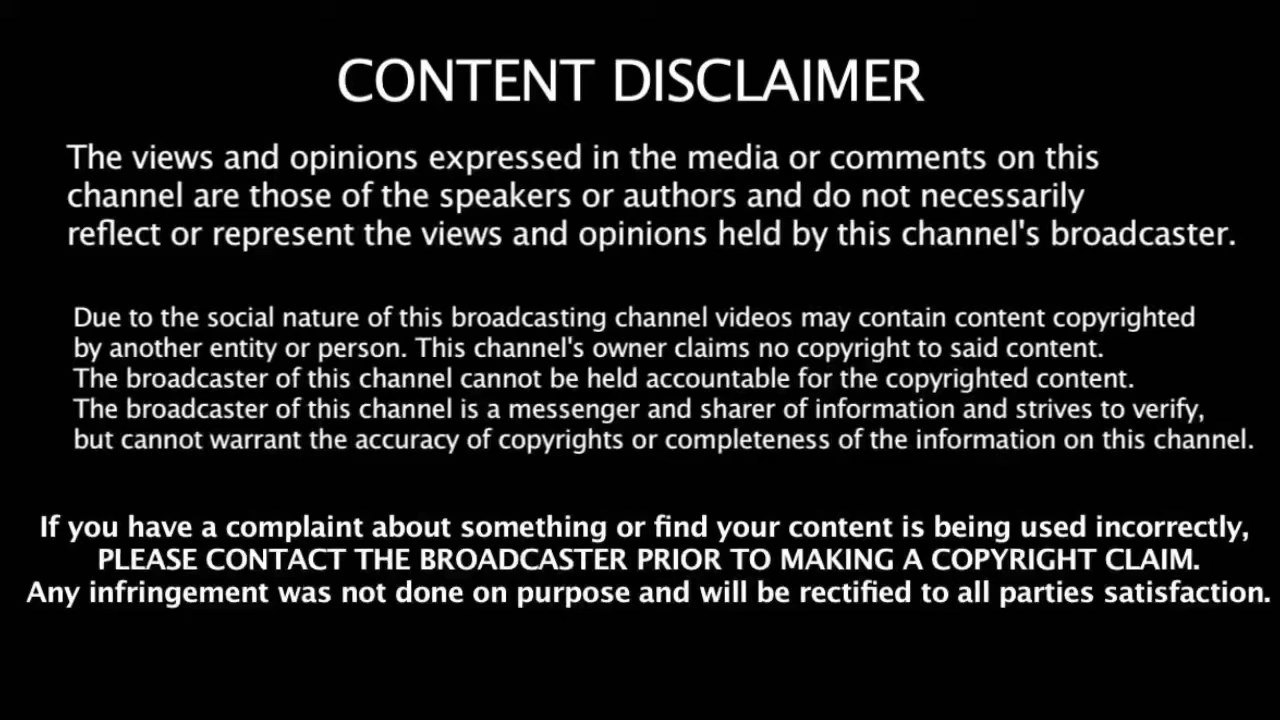 CONTENT DISCLAIMER
The views and opinions expressed in the media or comments on this
channel are those of the speakers or authors and do not necessarily
reflect or represent the views and opinions held by this channel's broadcaster.
Due to the social nature of this broadcasting channel videos may contain content copyrighted
by another entity or person. This channel's owner claims no copyright to said content.
The broadcaster of this channel cannot be held accountable for the copyrighted content.
The broadcaster of this channel is a messenger and sharer of information and strives to verify,
but cannot warrant the accuracy of copyrights or completeness of the information on this channel.
If you have a complaint about something or find your content is being used incorrectly,
PLEASE CONTACT THE BROADCASTER PRIOR TO MAKING A COPYRIGHT CLAIM.
Any infringement was not done on purpose and will be rectified to all parties satisfaction.